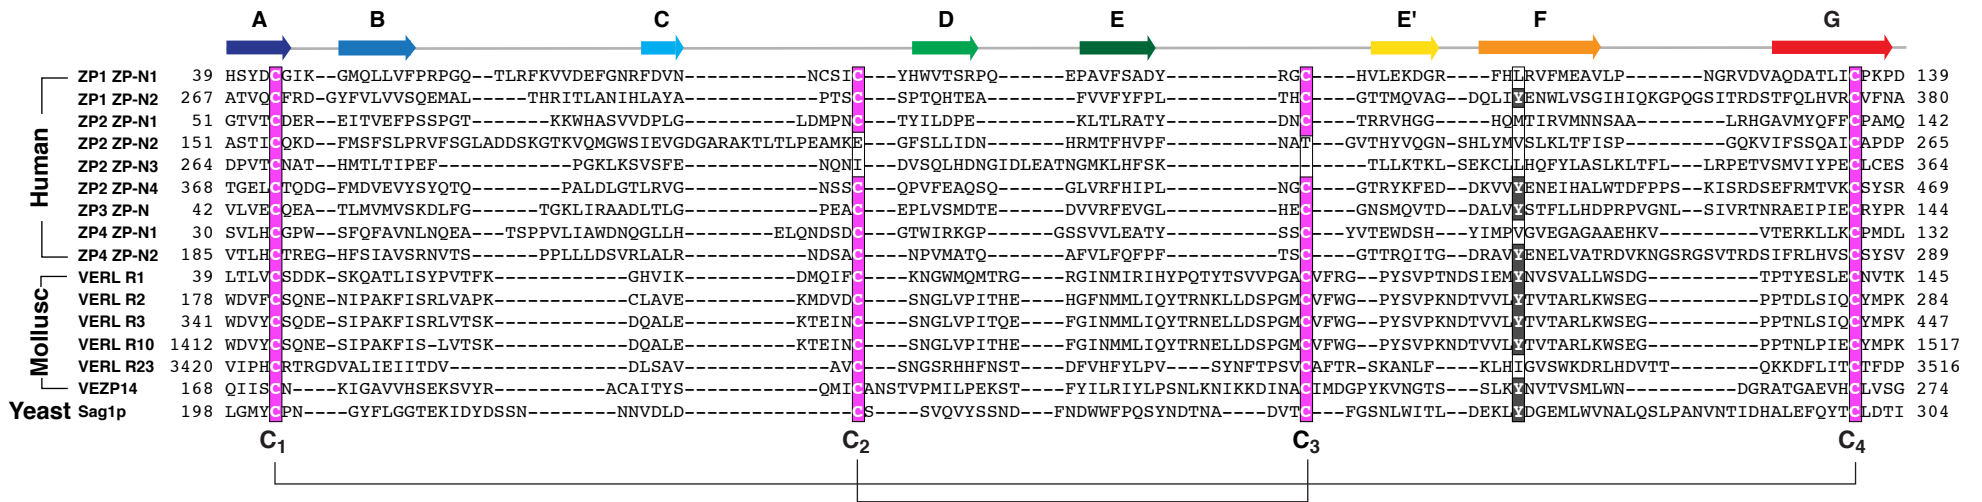 A B C D E E' F G
Human
ZP1 ZP-N1 39 HSYDCGIK--GMQLLVFPRPGQ--TLRFKVVDEFGNRFDVN---------NCSIC--YHWVTSRPQ-----EPAVFSADY---------RGC---HVLEKDGR----FHLRVFMEAVLP------NGRVDVAQDATLICPKPD 139
ZP1 ZP-N2 267 ATVQCFRD-GYFVLVVSQEMAL-----THRITLANIHLAYA----------PTSC--SPTQHTEA-------FVVFYFPL----------THC---GTTMQVAG--DQLIYENWLVSGIHIQKGPQGSITRDSTFQLHVRCVFNA 380
ZP2 ZP-N1 51 GTVTCDER--EITVEFPSSPGT------KKWHASVVDPLG--------LDMPNC--TYILDPE--------KLTLRATY----------DNC---TRRVHGG----HQMTIRVMNNSAA--------LRHGAVMYQFFCPAMQ 142
ZP2 ZP-N2 151 ASTICQKD--FMSFSLPRVFSGLADDSKGTKVQMGWSIEVGDGARAKTLTLPEAMKE--GFSLLIDN------HRMTFHVPF---------NAT---GVTHYVQGN-SHLYMVSLKLTFISP------GQKVIFSSQAICAPDP 265
ZP2 ZP-N3 264 DPVTCNAT--HMTLTIPEF---------PGKLKSVSFE-----------NQNI--DVSQLHDNGIDLEATNGMKLHFSK---------------TLLKTKL-SEKCLLHQFYLASLKLTFL---LRPETVSMVIYPECLCES 364
ZP2 ZP-N4 368 TGELCTQDG-FMDVEVYSYQTQ-------PALDLGTLRVG---------NSSC--QPVFEAQSQ------GLVRFHIPL---------NGC---GTRYKFED--DKVVYENEIHALWTDFPPS--KISRDSEFRMTVKCSYSR 469
ZP3 ZP-N 42 VLVECQEA--TLMVMVSKDLFG------TGKLIRAADLTLG---------PEAC--EPLVSMDTE------DVVRFEVGL---------HEC---GNSMQVTD--DALVYSTFLLHDPRPVGNL--SIVRTNRAEIPIECRYPR 144
ZP4 ZP-N1 30 SVLHCGPW--SFQFAVNLNQEA---TSPPVLIAWDNQGLLH-------ELQNDSDC--GTWIRKGP-----GSSVVLEATY---------SSC---YVTEWDSH---YIMPVGVEGAGAAEHKV-------VTERKLLKCPMDL 132
ZP4 ZP-N2 185 VTLHCTREG-HFSIAVSRNVTS------PPLLLDSVRLALR---------NDSAC--NPVMATQ-------AFVLFQFPF---------TSC---GTTRQITG--DRAVYENELVATRDVKNGSRGSVTRDSIFRLHVSCSYSV 289
Mollusc
VERL R1 39 LTLVCSDDK-SKQATLISYPVTFK---------GHVIK---------DMQIFC---KNGWMQMTRG---RGINMIRIHYPQTYTSVVPGACVFRG--PYSVPTNDSIEMYNVSVALLWSDG---------TPTYESLECNVTK 145
VERL R2 178 WDVFCSQNE-NIPAKFISRLVAPK---------CLAVE---------KMDVDC---SNGLVPITHE---HGFNMMLIQYTRNKLLDSPGMCVFWG--PYSVPKNDTVVLYTVTARLKWSEG---------PPTDLSIQCYMPK 284
VERL R3 341 WDVYCSQDE-SIPAKFISRLVTSK---------DQALE---------KTEINC---SNGLVPITQE---FGINMMLIQYTRNELLDSPGMCVFWG--PYSVPKNDTVVLYTVTARLKWSEG---------PPTNLSIQCYMPK 447
VERL R10 1412 WDVYCSQNE-SIPAKFIS-LVTSK---------DQALE---------KTEINC---SNGLVPITHE---FGINMMLIQYTRNELLDSPGMCVFWG--PYSVPKNDTVVLYTVTARLKWSEG---------PPTNLPIECYMPK 1517
VERL R23 3420 VIPHCRTRGDVALIEIITDV-------------DLSAV-----------AVC---SNGSRHHFNST---DFVHFYLPV-----SYNFTPSVCAFTR-SKANLF---KLHIGVSWKDRLHDVTT--------QKKDFLITCTFDP 3516
VEZP14 168 QIISCN----KIGAVVHSEKSVYR--------ACAITYS---------QMICANSTVPMILPEKST----FYILRIYLPSNLKNIKKDINACIMDGPYKVNGTS---SLKYNVTVSMLWN--------DGRATGAEVHCLVSG 274
Yeast
Sag1p 198 LGMYCPN----GYFLGGTEKIDYDSSN-------NNVDLD-------------CS----SVQVYSSND---FNDWWFPQSYNDTNA----DVTC---FGSNLWITL--DEKLYDGEMLWVNALQSLPANVNTIDHALEFQYTCLDTI 304
C1 C2 C3 C4